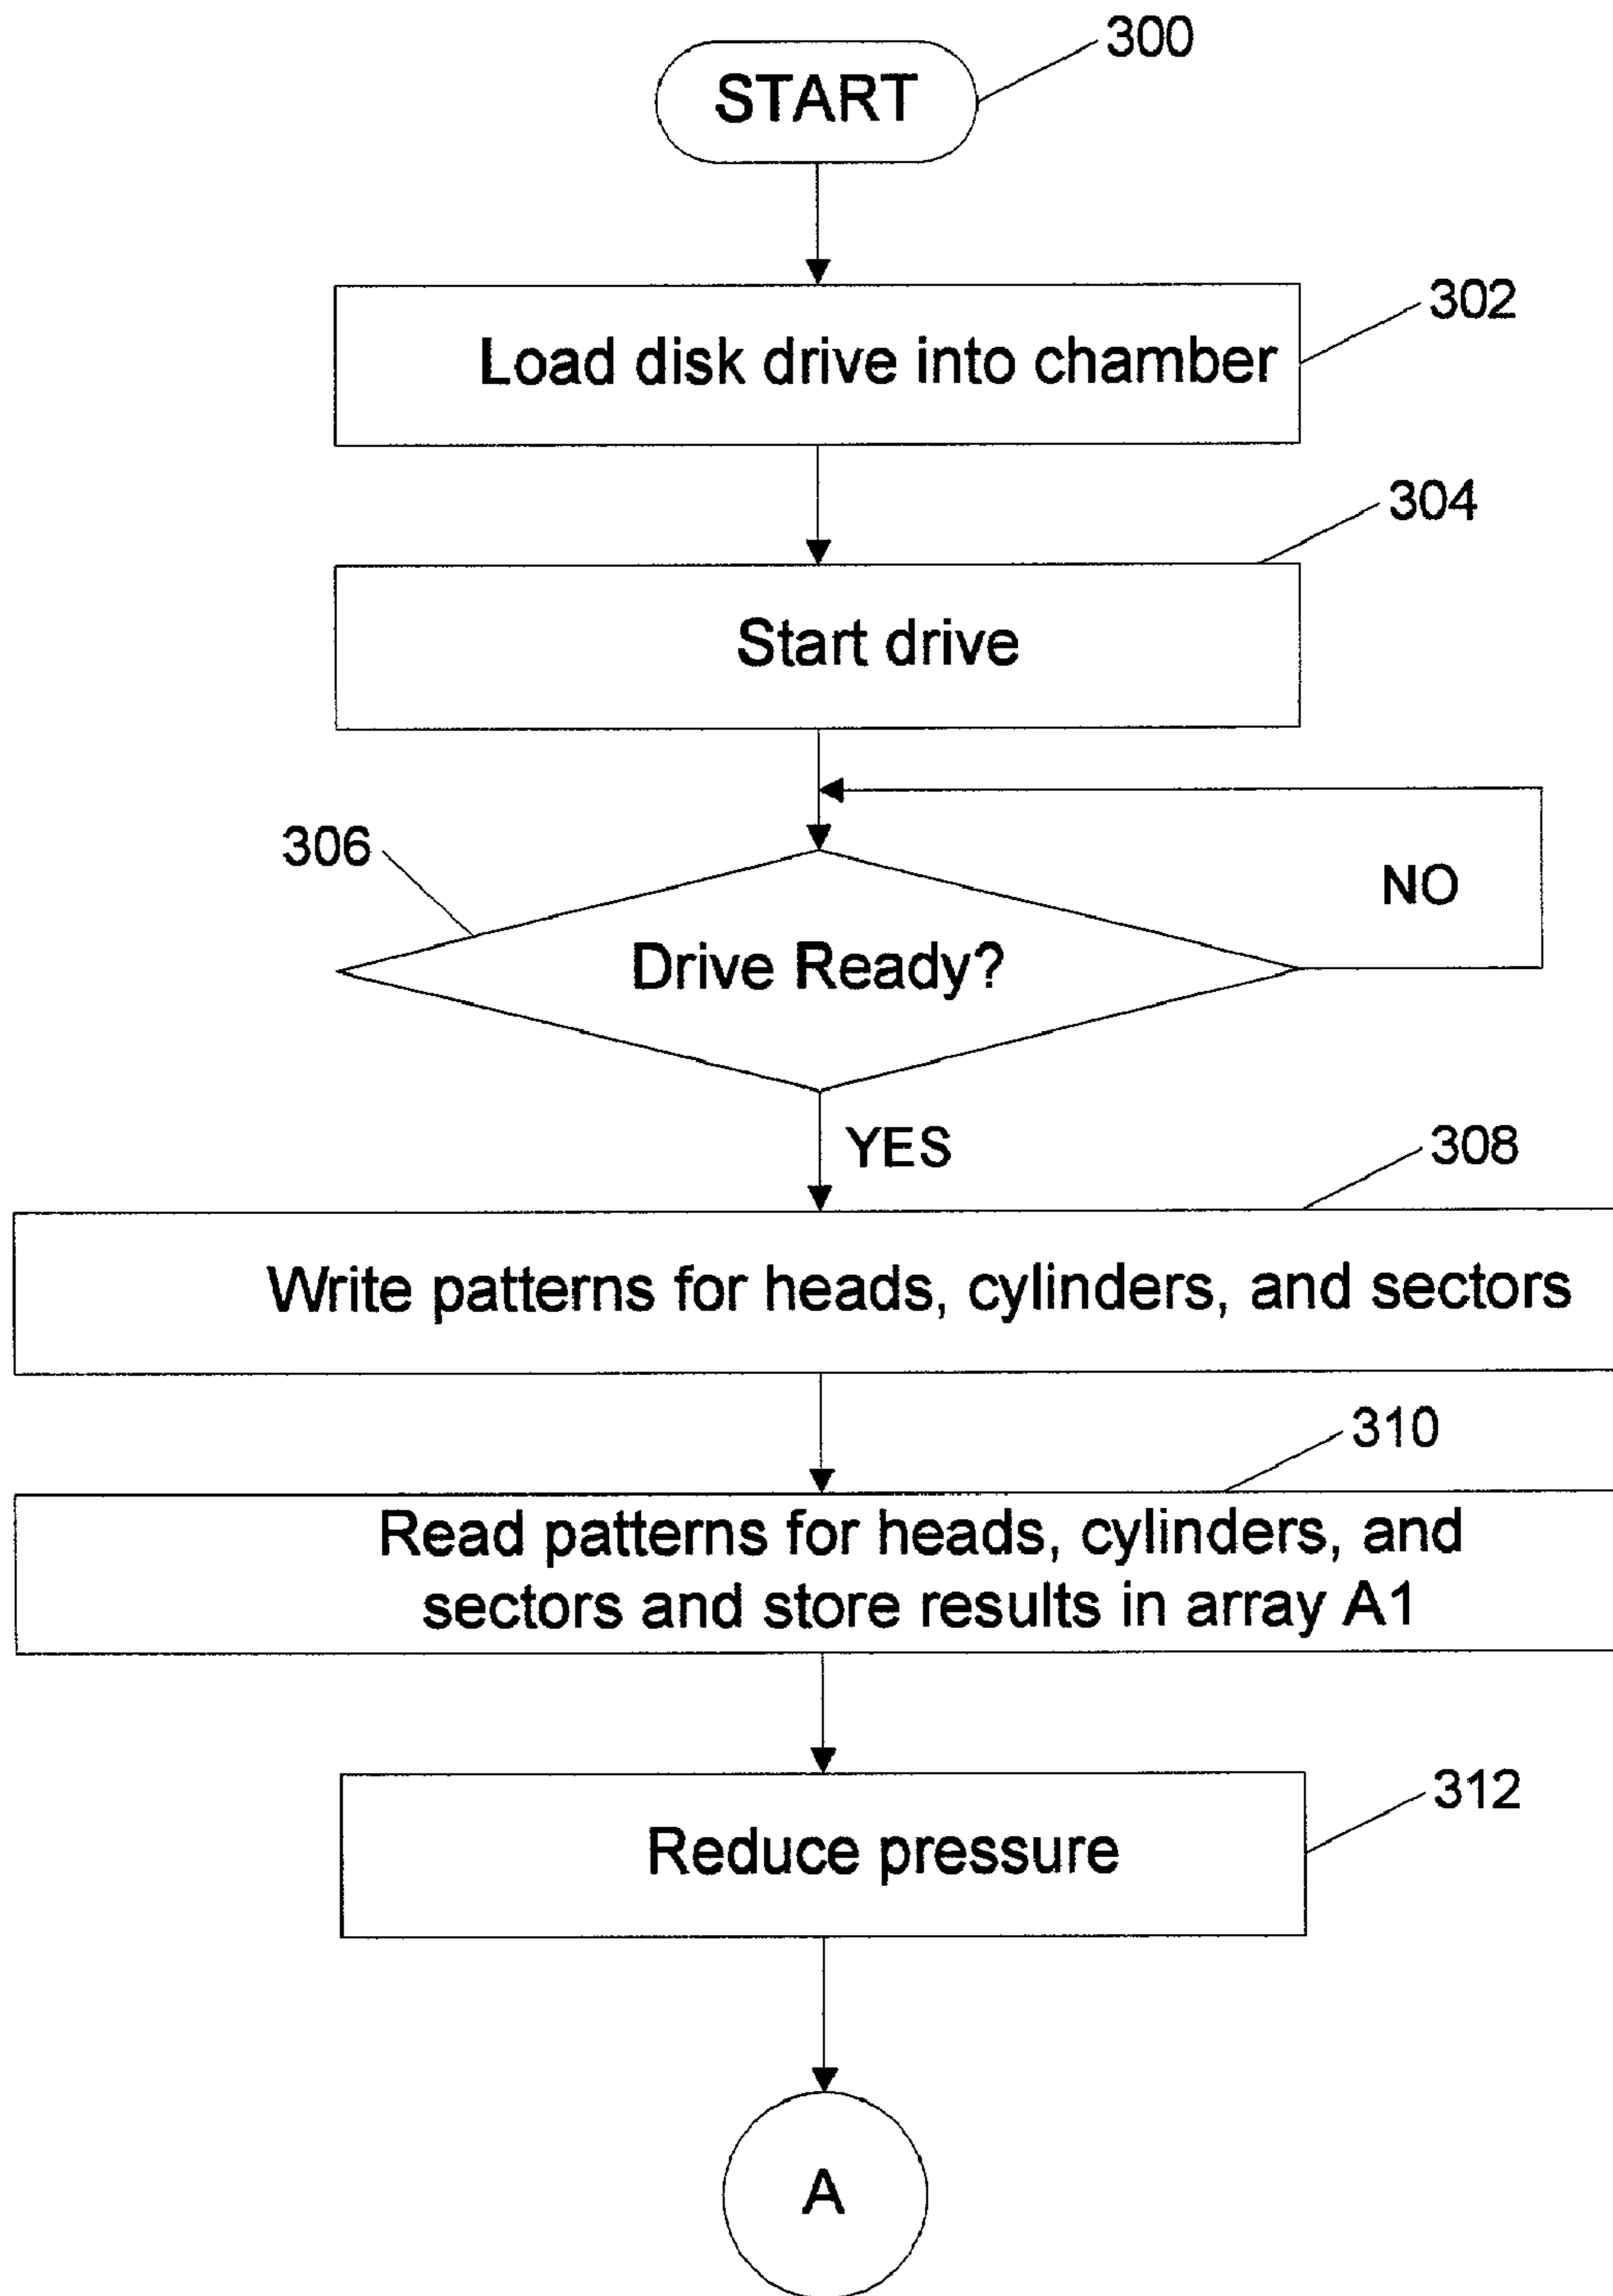 300
START
302
Load disk drive into chamber
304
Start drive
306
NO
Drive Ready?
YES
308
Write patterns for heads, cylinders, and sectors
310
Read patterns for heads, cylinders, and
sectors and store results in array A1
312
Reduce pressure
A